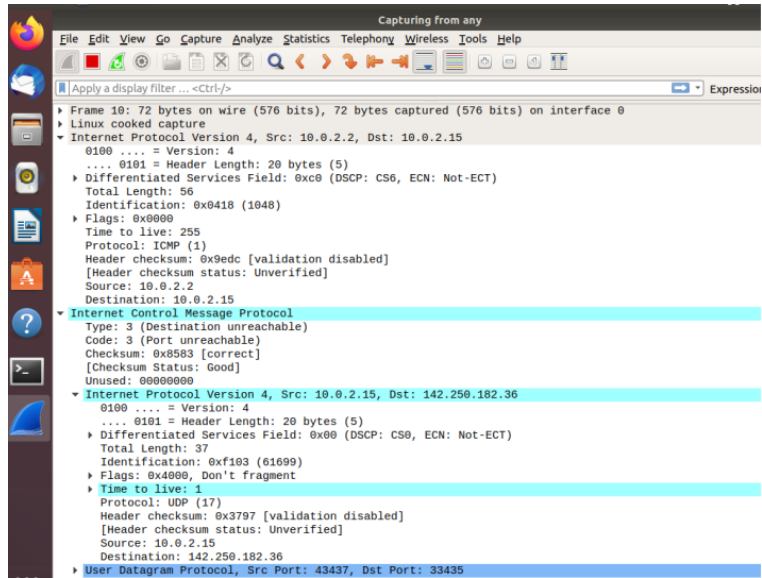 Capturing from any
File Edit View Go Capture Analyze Statistics Telephony Wireless Tools Help
Apply a display filter ... <Ctrl-/>
Expression
Frame 10: 72 bytes on wire (576 bits), 72 bytes captured (576 bits) on interface 0
Linux cooked capture
Internet Protocol Version 4, Src: 10.0.2.2, Dst: 10.0.2.15
0100 .... = Version: 4
.... 0101 = Header Length: 20 bytes (5)
Differentiated Services Field: 0xc0 (DSCP: CS6, ECN: Not-ECT)
Total Length: 56
Identification: 0x0418 (1048)
Flags: 0x0000
Time to live: 255
Protocol: ICMP (1)
Header checksum: 0x9edc [validation disabled]
[Header checksum status: Unverified]
Source: 10.0.2.2
Destination: 10.0.2.15
Internet Control Message Protocol
Type: 3 (Destination unreachable)
Code: 3 (Port unreachable)
Checksum: 0x8583 [correct]
[Checksum Status: Good]
Unused: 00000000
Internet Protocol Version 4, Src: 10.0.2.15, Dst: 142.250.182.36
0100 .... = Version: 4
.... 0101 = Header Length: 20 bytes (5)
Differentiated Services Field: 0x00 (DSCP: CS0, ECN: Not-ECT)
Total Length: 37
Identification: 0xf103 (61699)
Flags: 0x4000, Don't fragment
Time to live: 1
Protocol: UDP (17)
Header checksum: 0x3797 [validation disabled]
[Header checksum status: Unverified]
Source: 10.0.2.15
Destination: 142.250.182.36
User Datagram Protocol, Src Port: 43437, Dst Port: 33435